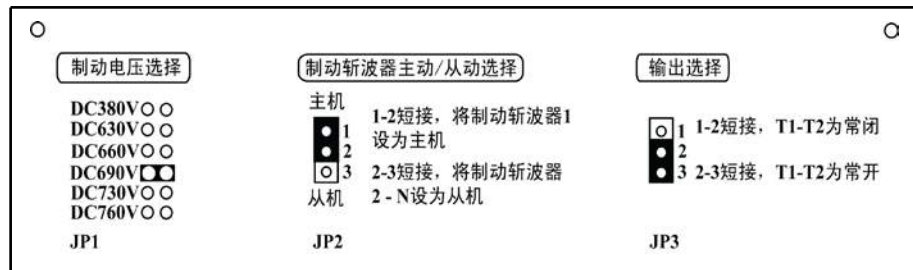 制动电压选择
DC380V
DC630V
DC660V
DC690V
DC730V
DC760V
JP1
制动斩波器主动/从动选择
主机
1
2
3
从机
1-2短接，将制动斩波器1
设为主机
2-3短接，将制动斩波器
2 - N设为从机
JP2
输出选择
1 1-2短接，T1-T2为常闭
2
3 2-3短接，T1-T2为常开
JP3